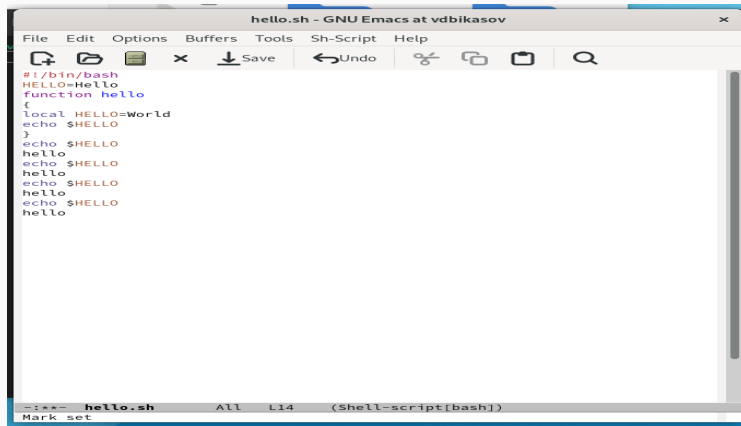 hello.sh - GNU Emacs at vdbikasov
File Edit Options Buffers Tools Sh-Script Help
Save Undo
#!/bin/bash
HELLO=Hello
function hello
{
local HELLO=World
echo $HELLO
}
echo $HELLO
hello
echo $HELLO
hello
echo $HELLO
hello
echo $HELLO
hello
-:**- hello.sh All L14 (Shell-script[bash])
Mark set